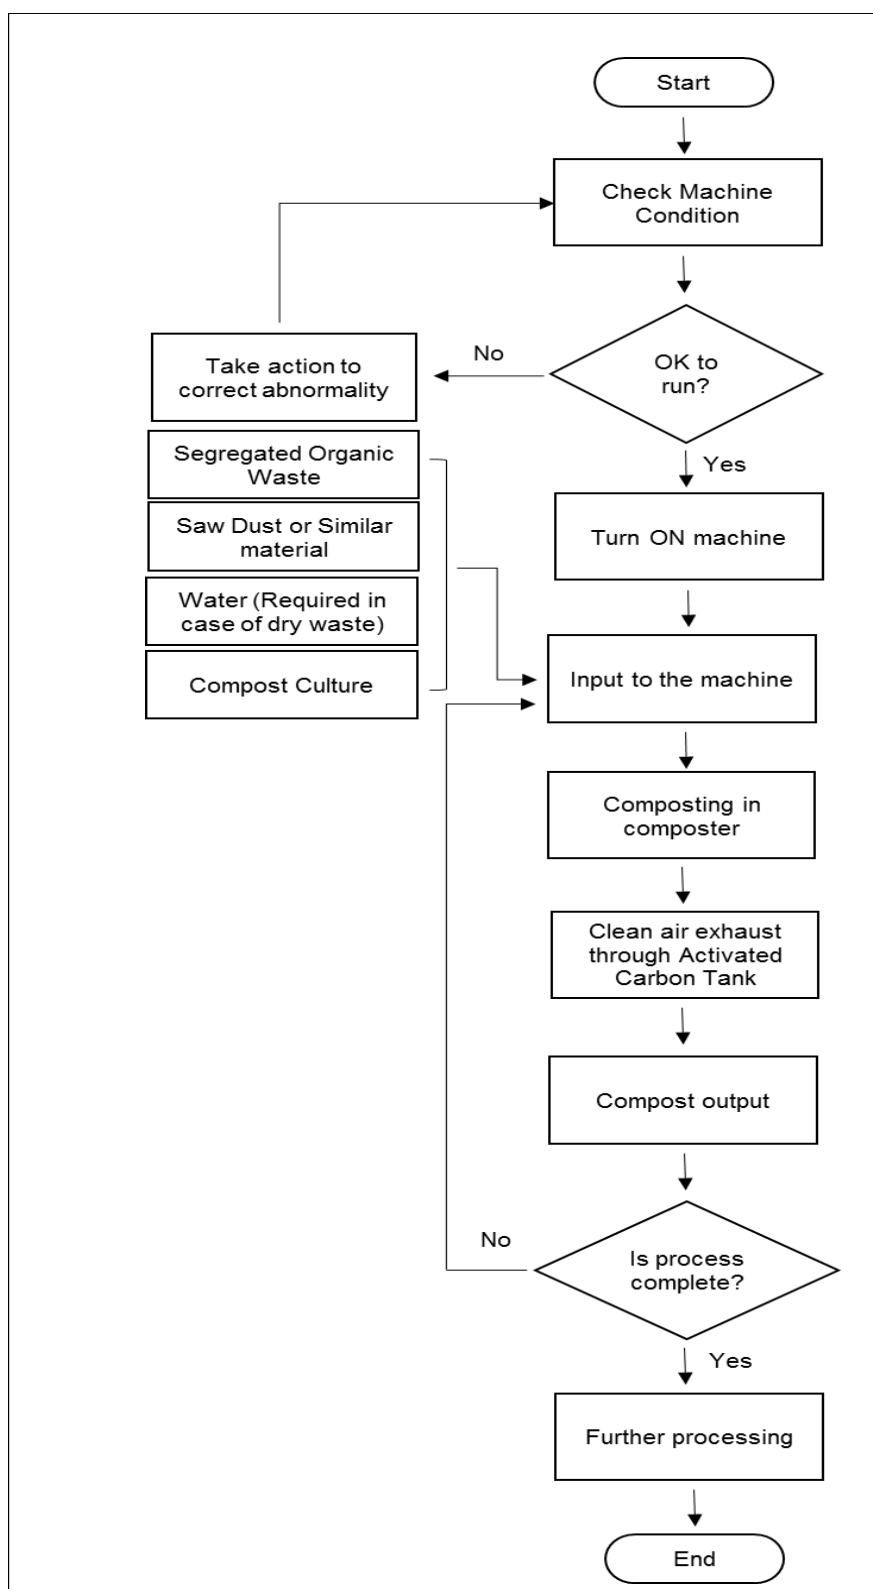 Start
Check Machine
Condition
OK to
run?
No
Take action to
correct abnormality
Yes
Segregated Organic
Waste
Saw Dust or Similar
material
Water (Required in
case of dry waste)
Compost Culture
Turn ON machine
Input to the machine
Composting in
composter
Clean air exhaust
through Activated
Carbon Tank
Compost output
Is process
complete?
No
Yes
Further processing
End